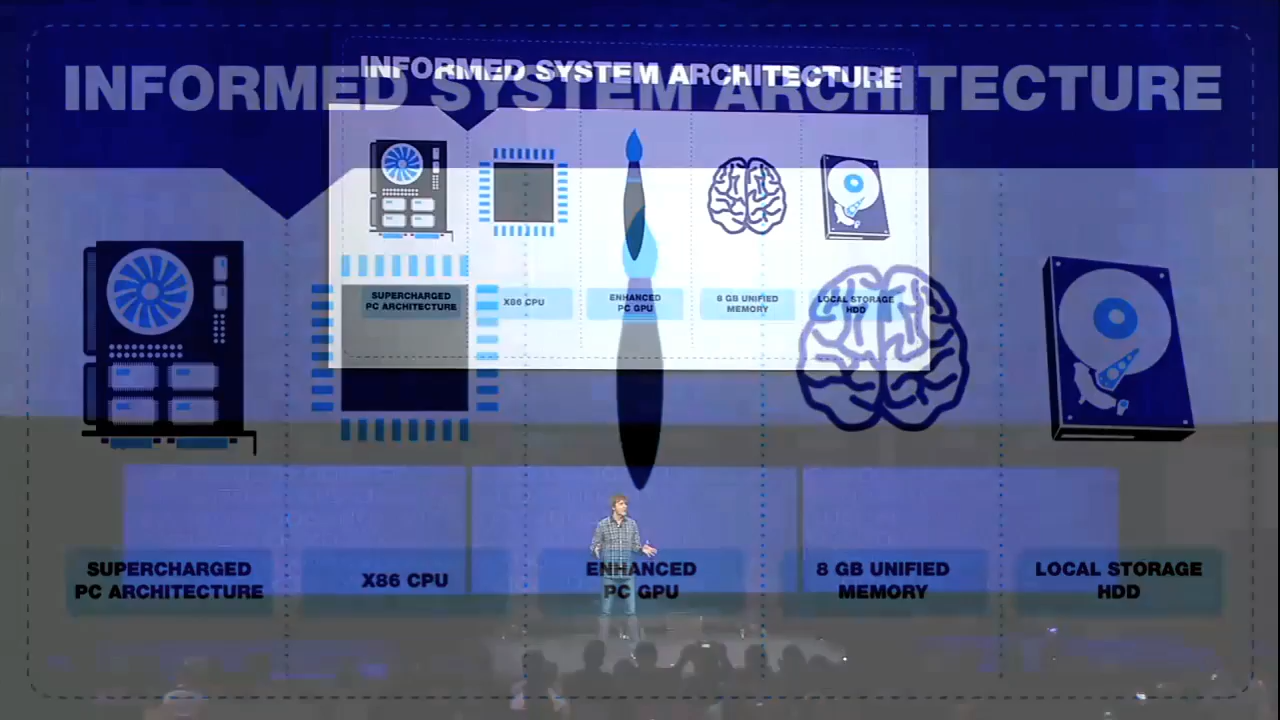 INFORMED SYSTEM ARCHITECTURE
INFORMED SYSTEM ARCHITECTURE
SUPERCHARGED
PC ARCHITECTURE
X86 CPU
ENHANCED
PC GPU
8 GB UNIFIED
MEMORY
LOCAL STORAGE
HDD
SUPERCHARGED
PC ARCHITECTURE
X86 CPU
ENHANCED
PC GPU
8 GB UNIFIED
MEMORY
LOCAL STORAGE
HDD